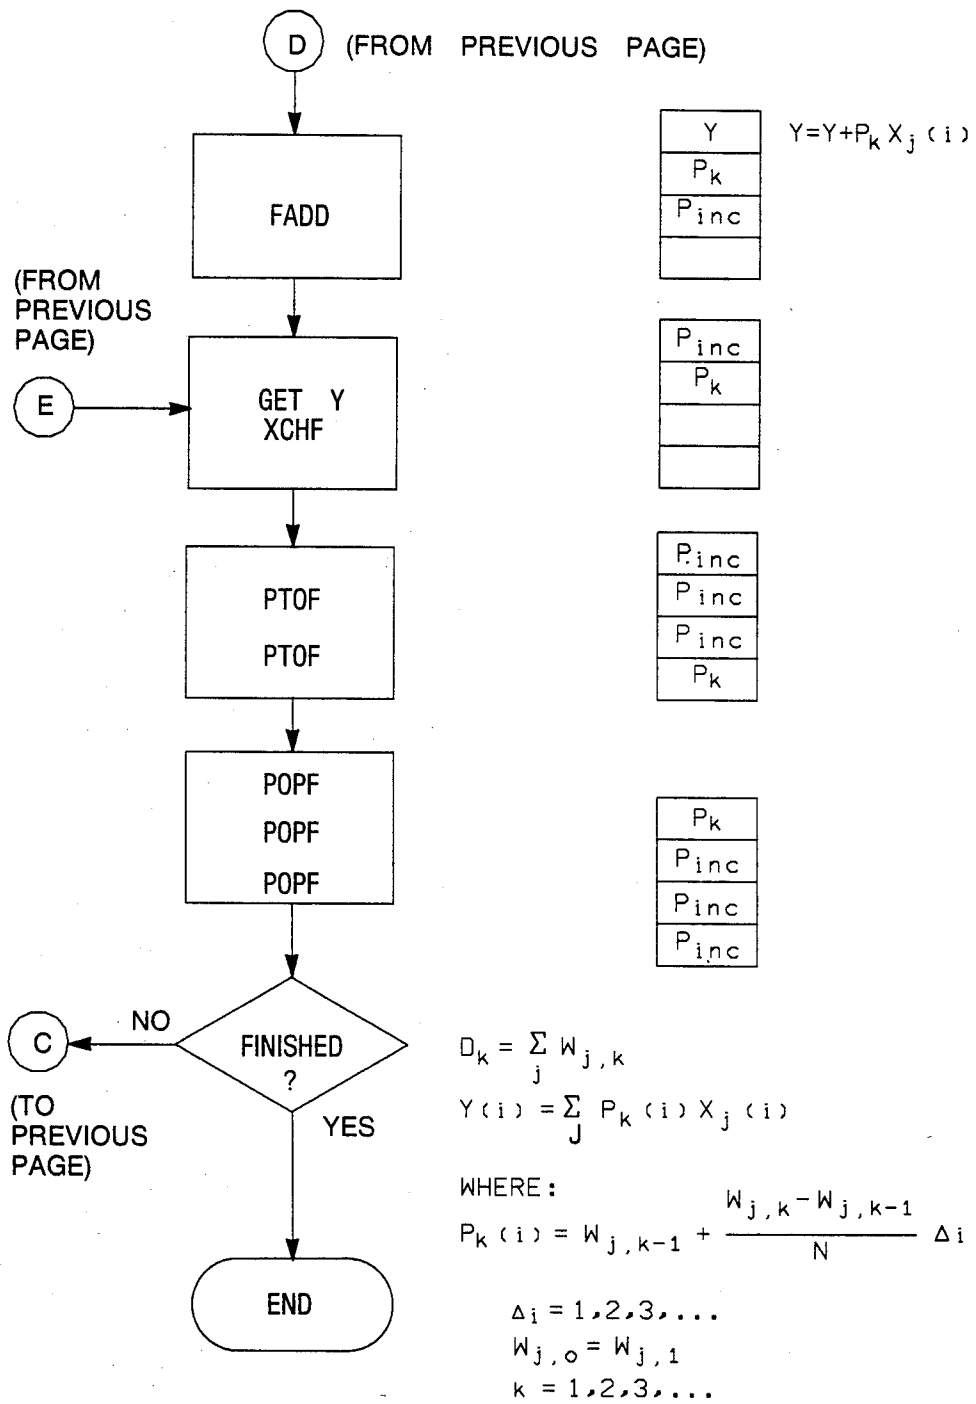 D (FROM PREVIOUS PAGE)
FADD
Y
P_k
P_inc
Y=Y+P_k X_j (i)
(FROM
PREVIOUS
PAGE)
E
GET Y
XCHF
P_inc
P_k
PTOF
PTOF
P_inc
P_inc
P_inc
P_k
POPF
POPF
POPF
P_k
P_inc
P_inc
P_inc
C
NO
(TO
PREVIOUS
PAGE)
FINISHED
?
YES
END
D_k = Σ_j W_j,k
Y(i) = Σ_J P_k (i) X_j (i)
WHERE:
P_k (i) = W_j,k-1 + (W_j,k - W_j,k-1)/N Δi
Δi = 1,2,3,...
W_j,o = W_j,1
k = 1,2,3,...